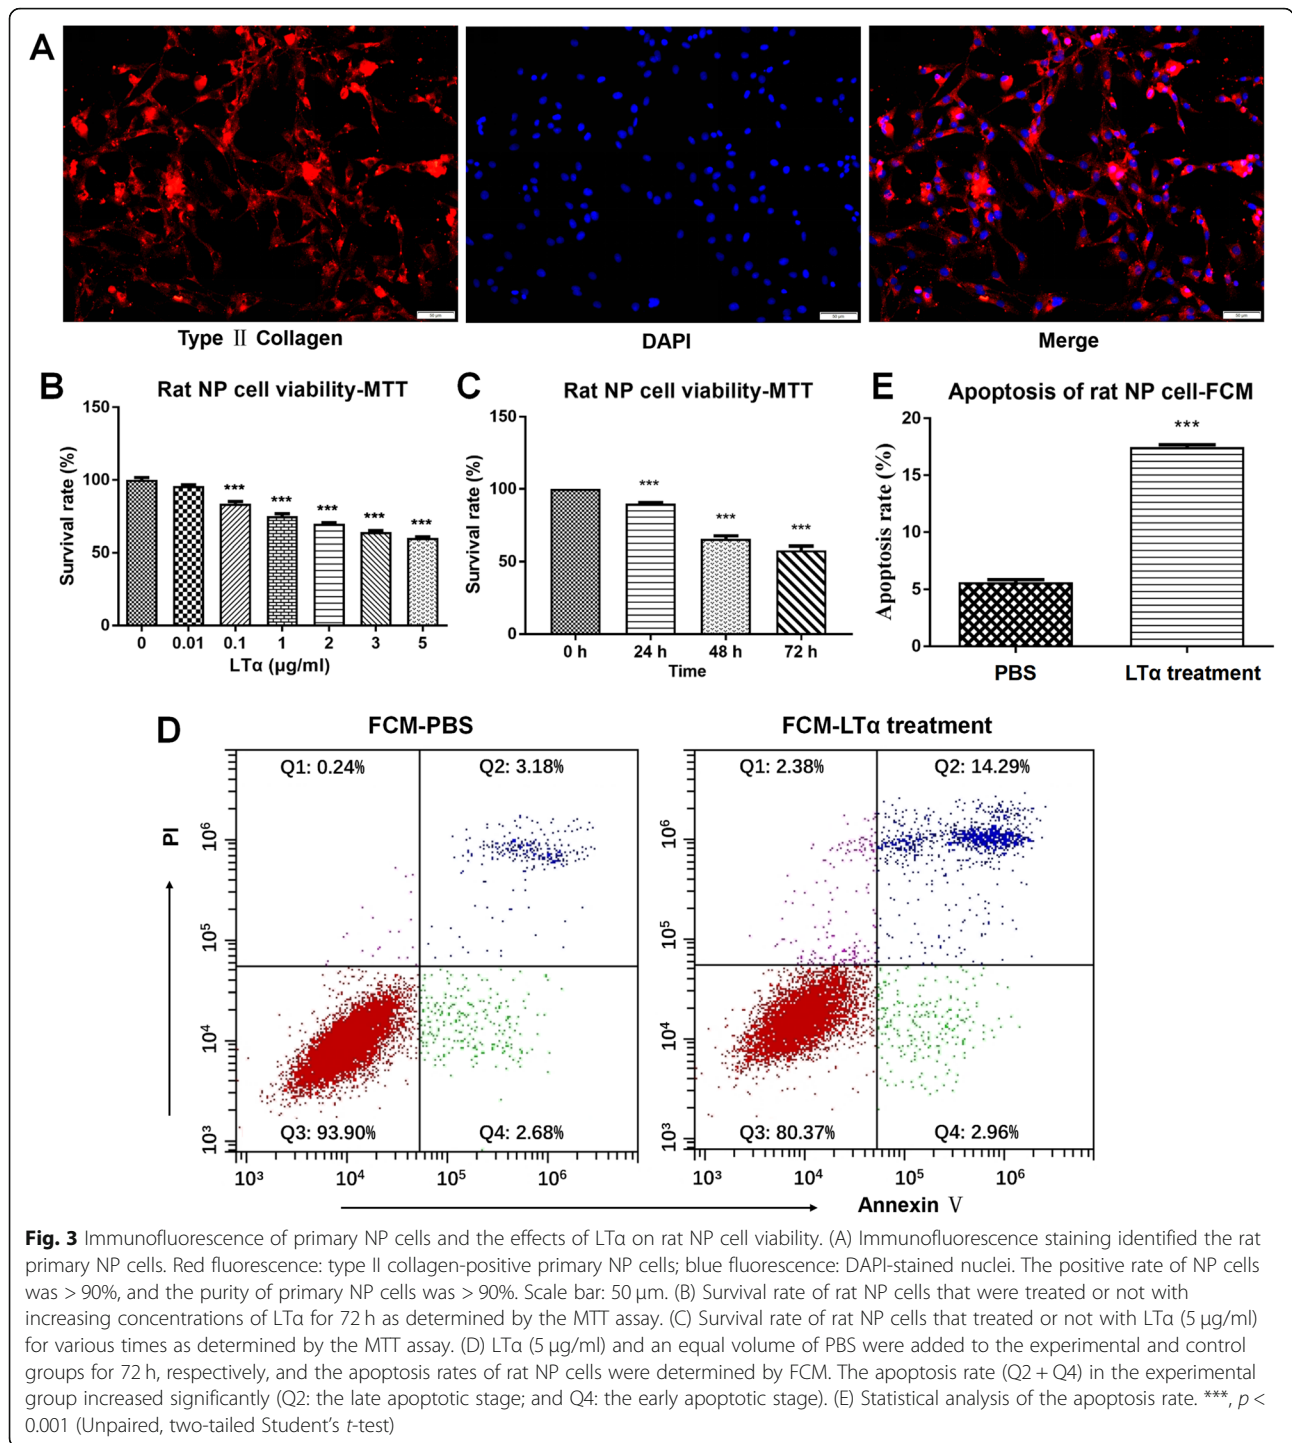 A
Type Ⅱ Collagen
DAPI
Merge
50 μm
50 μm
50 μm
B
Rat NP cell viability-MTT
Survival rate (%)
150
100
50
0
***
***
***
***
***
0 0.01 0.1 1 2 3 5
LTα (μg/ml)
C
Rat NP cell viability-MTT
Survival rate (%)
150
100
50
0
***
***
***
0 h 24 h 48 h 72 h
Time
E
Apoptosis of rat NP cell-FCM
Apoptosis rate (%)
20
15
10
5
0
***
PBS LTα treatment
D
FCM-PBS
Q1: 0.24% Q2: 3.18%
Q3: 93.90% Q4: 2.68%
PI
10⁶
10⁵
10⁴
10³
10³ 10⁴ 10⁵ 10⁶
FCM-LTα treatment
Q1: 2.38% Q2: 14.29%
Q3: 80.37% Q4: 2.96%
10⁶
10⁵
10⁴
10³
10³ 10⁴ 10⁵ 10⁶
Annexin Ⅴ
Fig. 3 Immunofluorescence of primary NP cells and the effects of LTα on rat NP cell viability. (A) Immunofluorescence staining identified the rat
primary NP cells. Red fluorescence: type II collagen-positive primary NP cells; blue fluorescence: DAPI-stained nuclei. The positive rate of NP cells
was > 90%, and the purity of primary NP cells was > 90%. Scale bar: 50 μm. (B) Survival rate of rat NP cells that were treated or not with
increasing concentrations of LTα for 72 h as determined by the MTT assay. (C) Survival rate of rat NP cells that treated or not with LTα (5 μg/ml)
for various times as determined by the MTT assay. (D) LTα (5 μg/ml) and an equal volume of PBS were added to the experimental and control
groups for 72 h, respectively, and the apoptosis rates of rat NP cells were determined by FCM. The apoptosis rate (Q2 + Q4) in the experimental
group increased significantly (Q2: the late apoptotic stage; and Q4: the early apoptotic stage). (E) Statistical analysis of the apoptosis rate. ***, p <
0.001 (Unpaired, two-tailed Student's t-test)